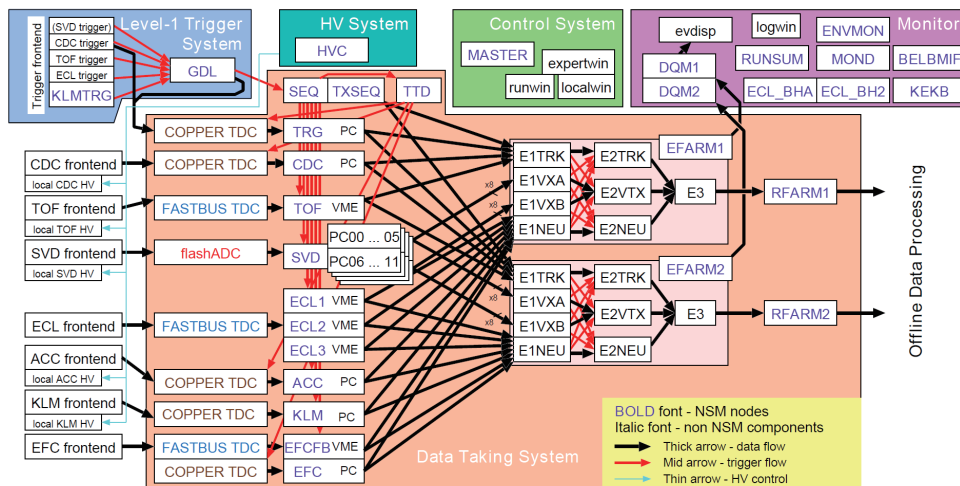 Level-1 Trigger
System
Trigger frontend
(SVD trigger)
CDC trigger
TOF trigger
ECL trigger
KLMTRG
GDL
HV System
HVC
Control System
MASTER
expertwin
runwin
localwin
Monitor
evdisp
logwin
ENVMON
DQM1
RUNSUM
MOND
BELBMIF
DQM2
ECL_BHA
ECL_BH2
KEKB
SEQ
TXSEQ
TTD
COPPER TDC
TRG PC
CDC frontend
local CDC HV
COPPER TDC
CDC PC
TOF frontend
local TOF HV
FASTBUS TDC
TOF VME
SVD frontend
local SVD HV
flashADC
SVD
PC00 ... 05
PC06 ... 11
ECL frontend
FASTBUS TDC
ECL1 VME
ECL2 VME
ECL3 VME
ACC frontend
local ACC HV
COPPER TDC
ACC PC
KLM frontend
local KLM HV
COPPER TDC
KLM PC
EFC frontend
FASTBUS TDC
EFCFB VME
COPPER TDC
EFC PC
Data Taking System
x8
x8
E1TRK
E1VXA
E1VXB
E1NEU
E2TRK
E2VTX
E2NEU
E3
EFARM1
RFARM1
x8
x8
E1TRK
E1VXA
E1VXB
E1NEU
E2TRK
E2VTX
E2NEU
E3
EFARM2
RFARM2
Offline Data Processing
BOLD font - NSM nodes
Italic font - non NSM components
Thick arrow - data flow
Mid arrow - trigger flow
Thin arrow - HV control